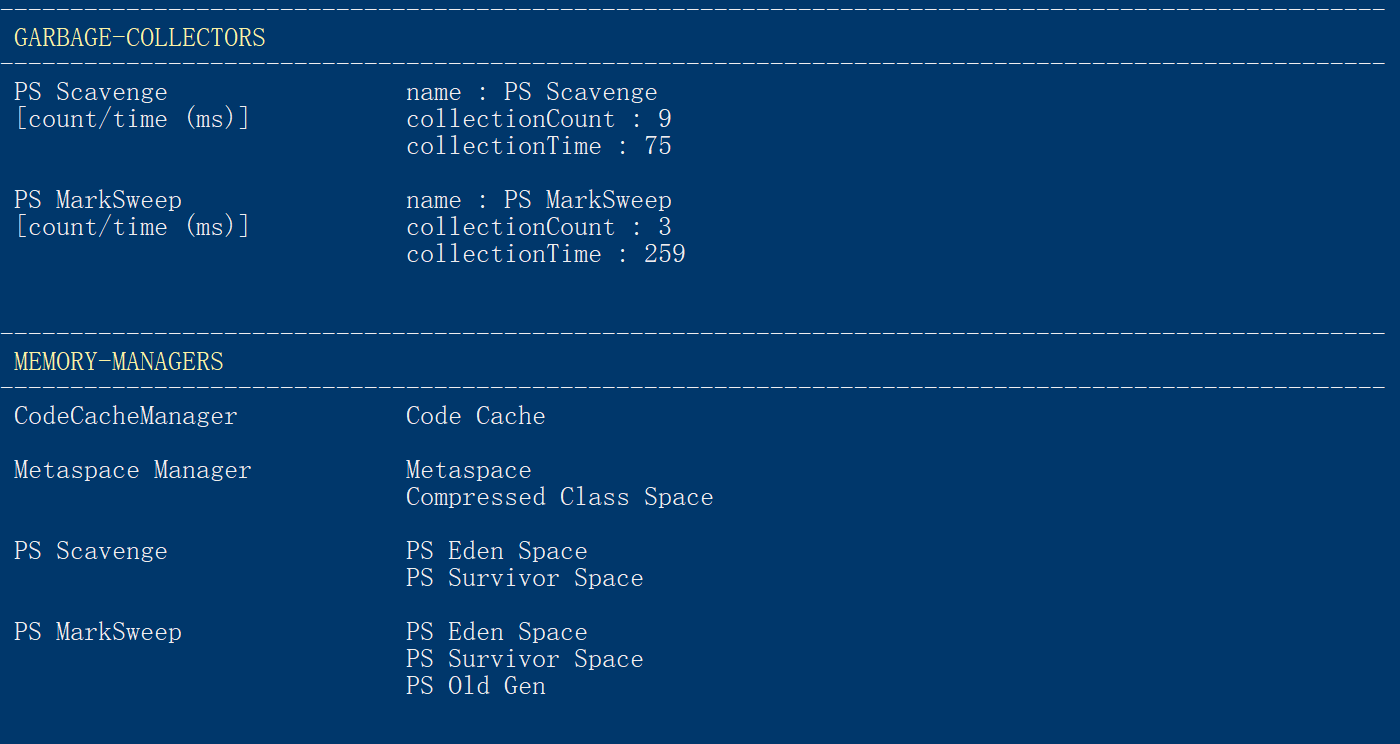 GARBAGE-COLLECTORS
PS Scavenge name : PS Scavenge
[count/time (ms)] collectionCount : 9
collectionTime : 75
PS MarkSweep name : PS MarkSweep
[count/time (ms)] collectionCount : 3
collectionTime : 259
MEMORY-MANAGERS
CodeCacheManager Code Cache
Metaspace Manager Metaspace
Compressed Class Space
PS Scavenge PS Eden Space
PS Survivor Space
PS MarkSweep PS Eden Space
PS Survivor Space
PS Old Gen